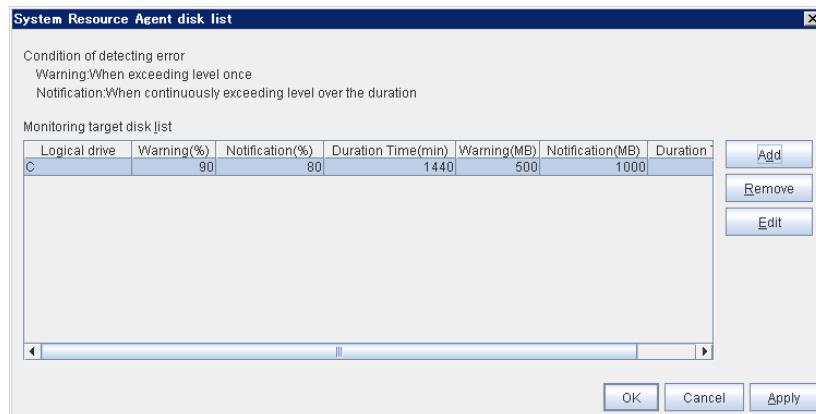 System Resource Agent disk list
Condition of detecting error
Warning:When exceeding level once
Notification:When continuously exceeding level over the duration
Monitoring target disk list
Logical drive Warning(%) Notification(%) Duration Time(min) Warning(MB) Notification(MB) Duration
C 90 80 1440 500 1000
Add
Remove
Edit
OK Cancel Apply